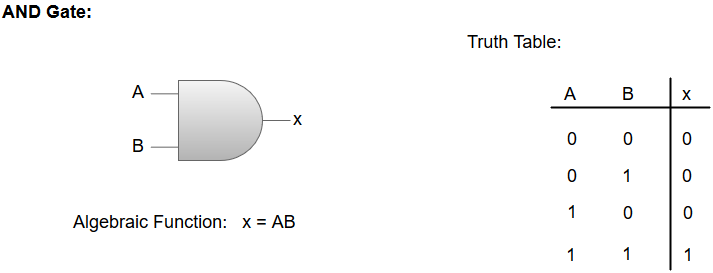 AND Gate:
Truth Table:
A
B
x
Algebraic Function: x = AB
A B x
0 0 0
0 1 0
1 0 0
1 1 1